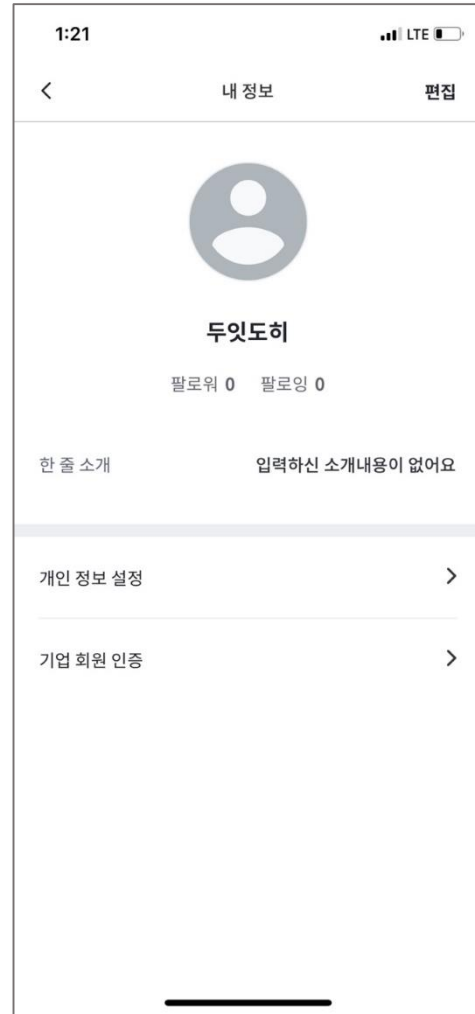 1:21 LTE
내 정보 편집
두잇도히
팔로워 0 팔로잉 0
한 줄 소개 입력하신 소개내용이 없어요
개인 정보 설정
기업 회원 인증